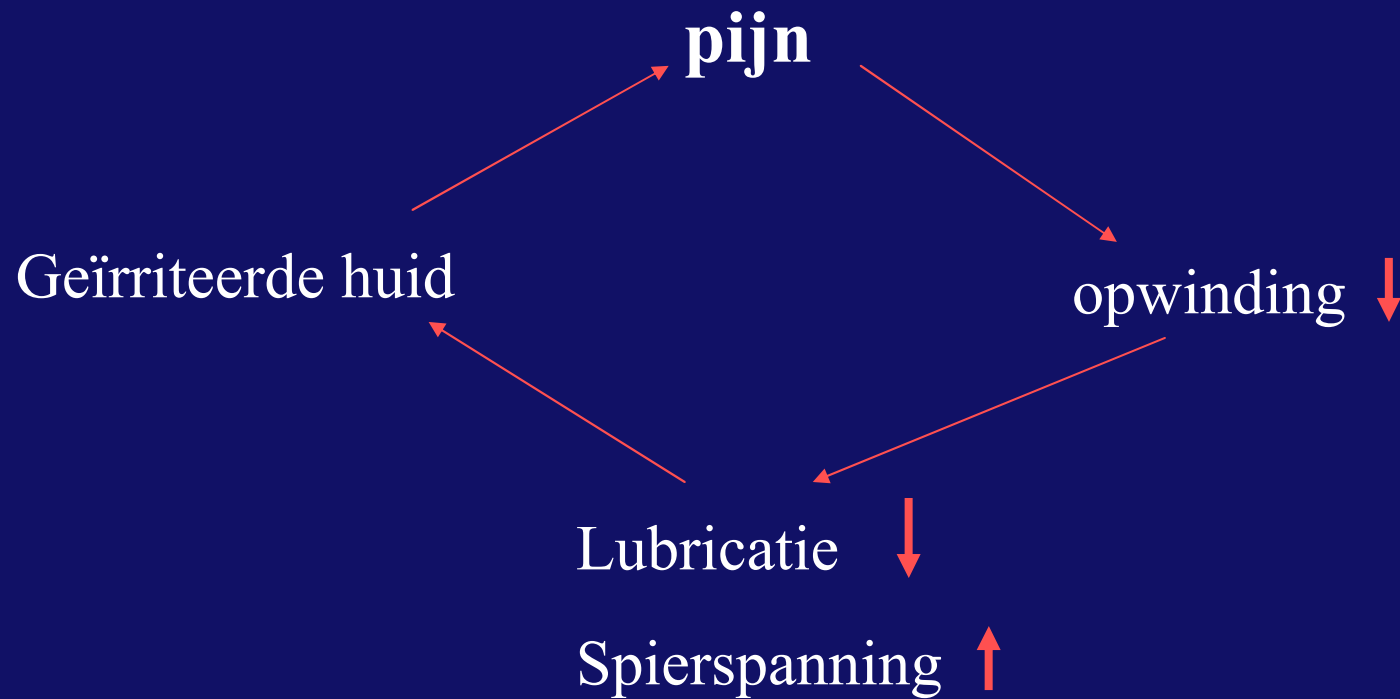 pijn
Geïrriteerde huid
opwinding
Lubricatie
Spierspanning